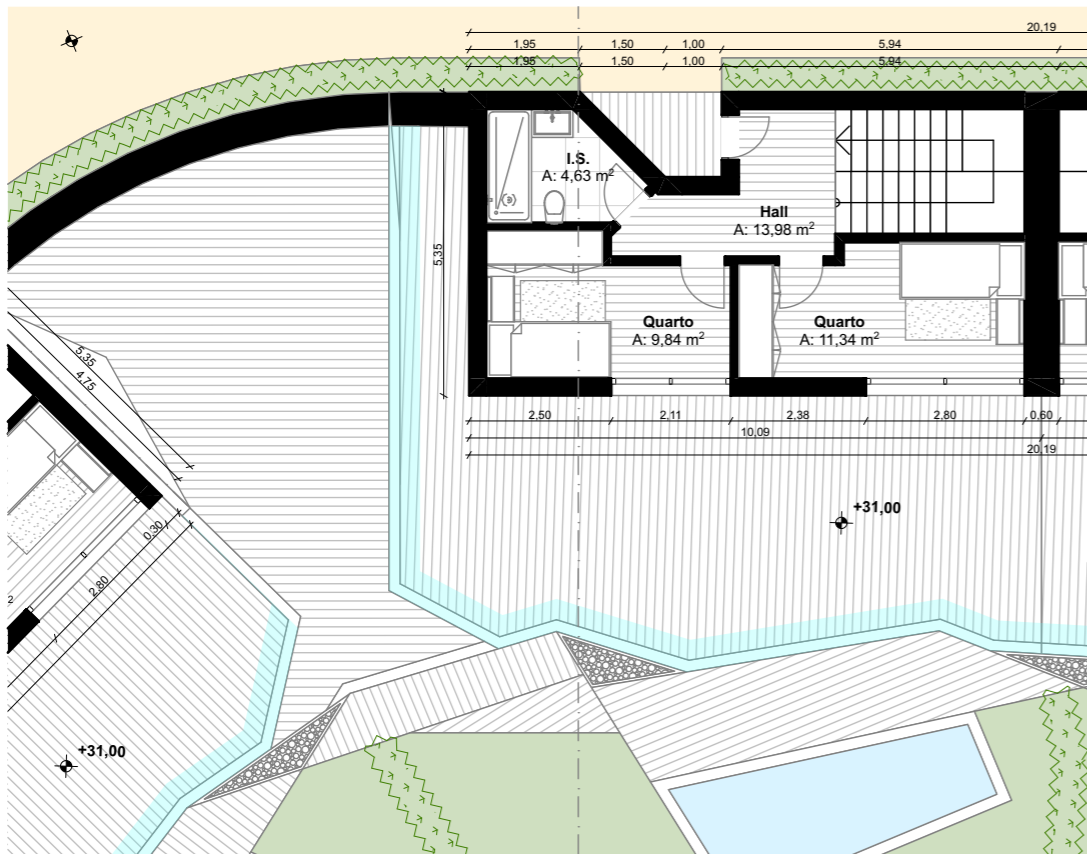 20,19
1,95 1,50 1,00 5,94
1,95 1,50 1,00 5,94
I.S.
A: 4,63 m²
Hall
A: 13,98 m²
5,35
Quarto
A: 9,84 m²
Quarto
A: 11,34 m²
5,35
4,75
2,50 2,11 2,38 2,80 0,60
10,09
20,19
+31,00
0,30
2,80
2
+31,00